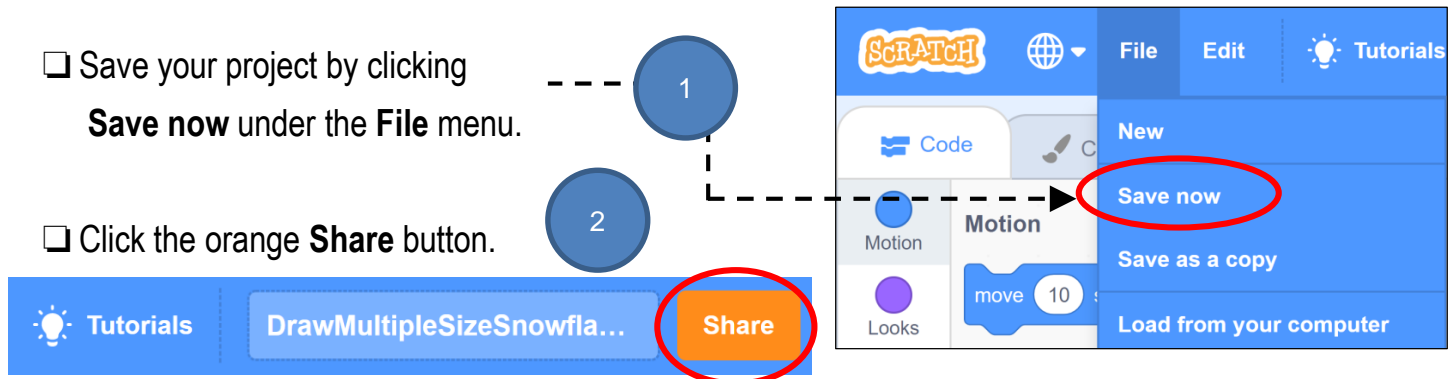 ❏ Save your project by clicking
Save now under the File menu.
1
2
❏ Click the orange Share button.
Tutorials
DrawMultipleSizeSnowfla...
Share
SCRATCH
File
Edit
Tutorials
Code
C
New
Save now
Save as a copy
Load from your computer
Motion
Looks
Motion
move 10 s